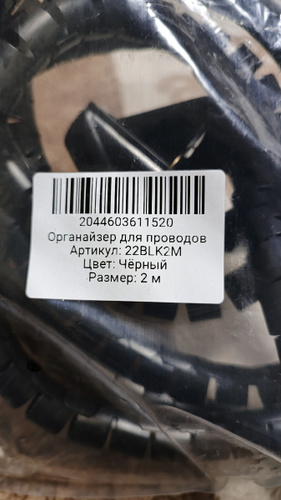 2044603611520
Органайзер для проводов
Артикул: 22BLK2M
Цвет: Чёрный
Размер: 2 м